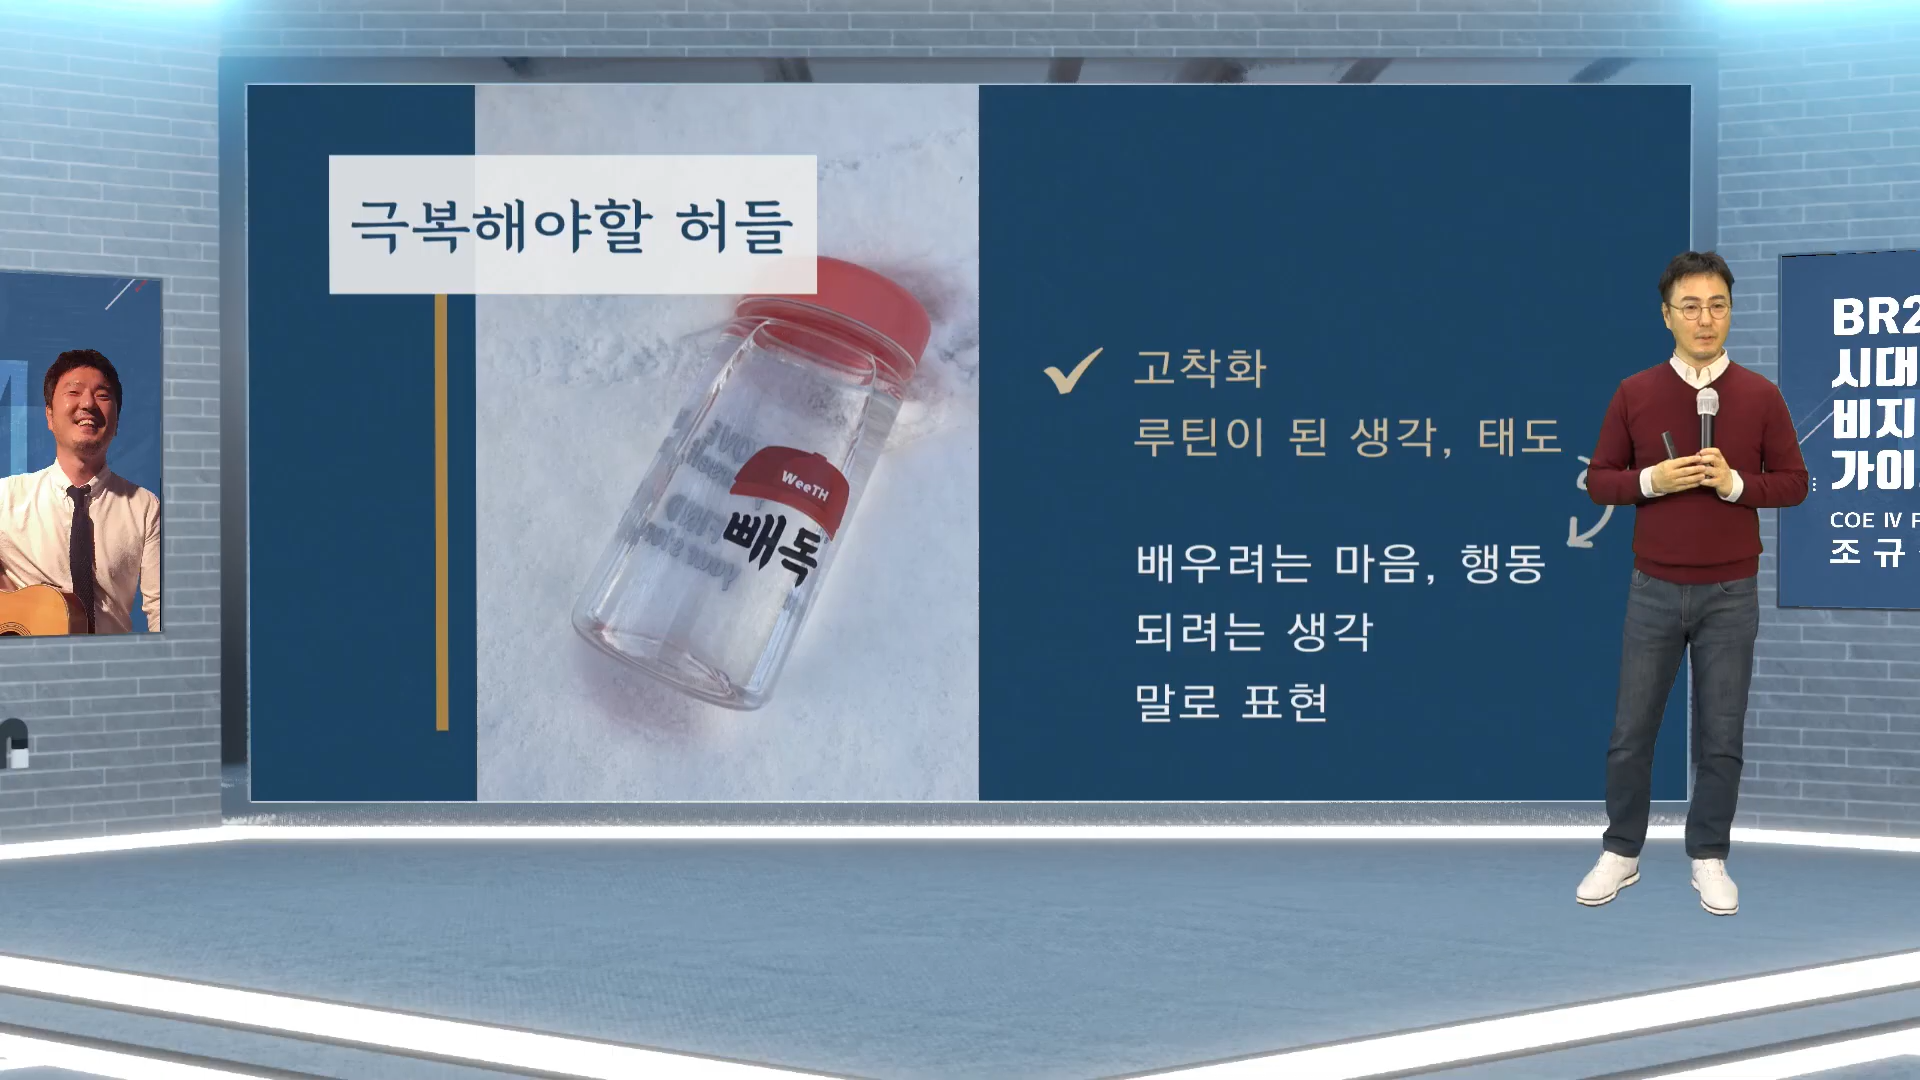 극복해야할 허들
WeeTH
빼독
고착화
루틴이 된 생각, 태도
배우려는 마음, 행동
되려는 생각
말로 표현
BR2
시대
비지
가이
COE IV F
조 규